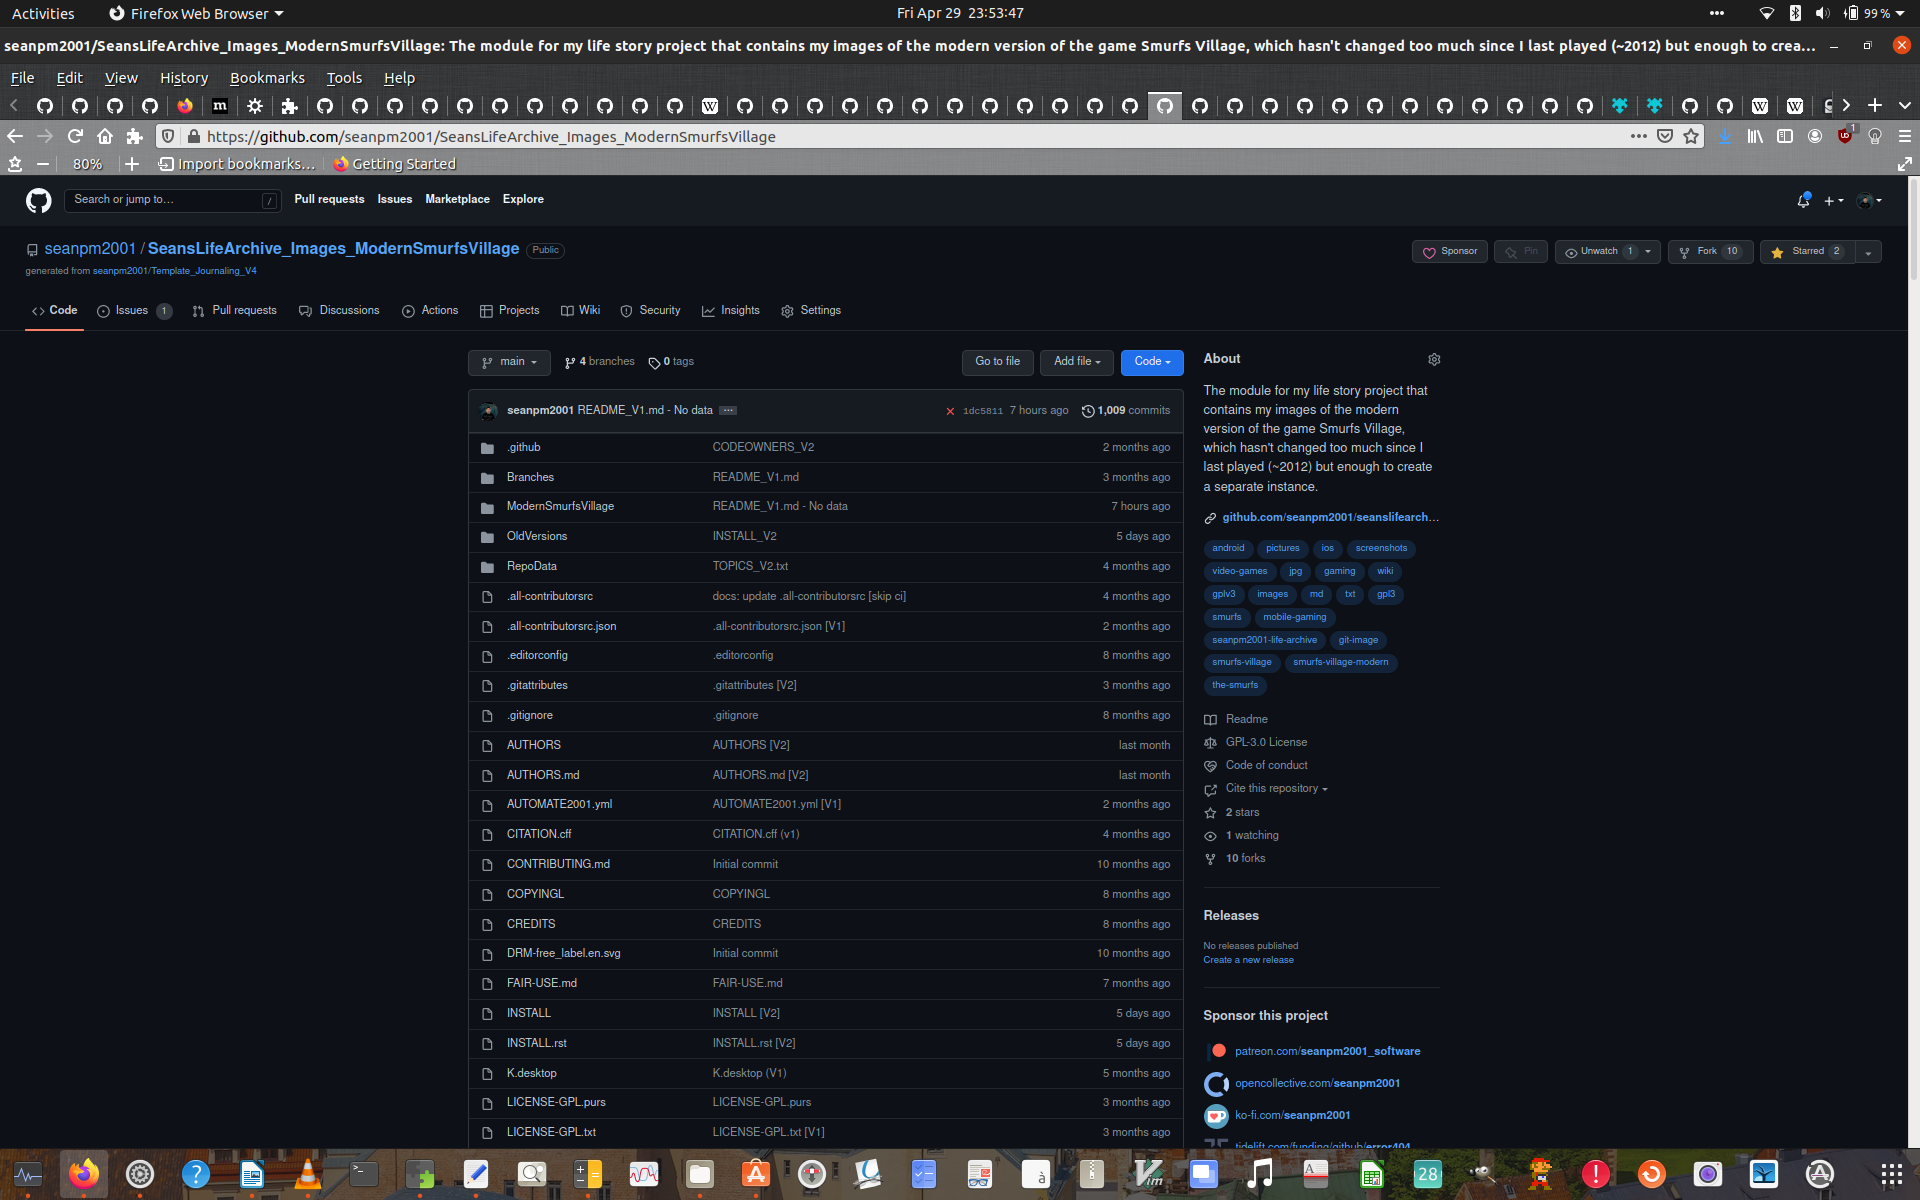 Activities
Firefox Web Browser
Fri Apr 29 23:53:47
99 %
seanpm2001/SeansLifeArchive_Images_ModernSmurfsVillage: The module for my life story project that contains my images of the modern version of the game Smurfs Village, which hasn't changed too much since I last played (~2012) but enough to crea...
File Edit View History Bookmarks Tools Help
https://github.com/seanpm2001/SeansLifeArchive_Images_ModernSmurfsVillage
80%
Import bookmarks...
Getting Started
Search or jump to...
/
Pull requests Issues Marketplace Explore
seanpm2001 / SeansLifeArchive_Images_ModernSmurfsVillage Public
generated from seanpm2001/Template_Journaling_V4
Sponsor
Pin
Unwatch 1
Fork 10
Starred 2
Code
Issues 1
Pull requests
Discussions
Actions
Projects
Wiki
Security
Insights
Settings
main
4 branches
0 tags
Go to file
Add file
Code
seanpm2001 README_V1.md - No data
1dc5811 7 hours ago
1,009 commits
.github CODEOWNERS_V2 2 months ago
Branches README_V1.md 3 months ago
ModernSmurfsVillage README_V1.md - No data 7 hours ago
OldVersions INSTALL_V2 5 days ago
RepoData TOPICS_V2.txt 4 months ago
.all-contributorsrc docs: update .all-contributorsrc [skip ci] 4 months ago
.all-contributorsrc.json .all-contributorsrc.json [V1] 2 months ago
.editorconfig .editorconfig 8 months ago
.gitattributes .gitattributes [V2] 3 months ago
.gitignore .gitignore 8 months ago
AUTHORS AUTHORS [V2] last month
AUTHORS.md AUTHORS.md [V2] last month
AUTOMATE2001.yml AUTOMATE2001.yml [V1] 2 months ago
CITATION.cff CITATION.cff (v1) 4 months ago
CONTRIBUTING.md Initial commit 10 months ago
COPYINGL COPYINGL 8 months ago
CREDITS CREDITS 8 months ago
DRM-free_label.en.svg Initial commit 10 months ago
FAIR-USE.md FAIR-USE.md 7 months ago
INSTALL INSTALL [V2] 5 days ago
INSTALL.rst INSTALL.rst [V2] 5 days ago
K.desktop K.desktop (V1) 5 months ago
LICENSE-GPL.purs LICENSE-GPL.purs 3 months ago
LICENSE-GPL.txt LICENSE-GPL.txt [V1] 3 months ago
About
The module for my life story project that
contains my images of the modern
version of the game Smurfs Village,
which hasn't changed too much since I
last played (~2012) but enough to create
a separate instance.
github.com/seanpm2001/seanslifearch...
android pictures ios screenshots
video-games jpg gaming wiki
gplv3 images md txt gpl3
smurfs mobile-gaming
seanpm2001-life-archive git-image
smurfs-village smurfs-village-modern
the-smurfs
Readme
GPL-3.0 License
Code of conduct
Cite this repository
2 stars
1 watching
10 forks
Releases
No releases published
Create a new release
Sponsor this project
patreon.com/seanpm2001_software
opencollective.com/seanpm2001
ko-fi.com/seanpm2001
tidelift.com/funding/github/error404
28